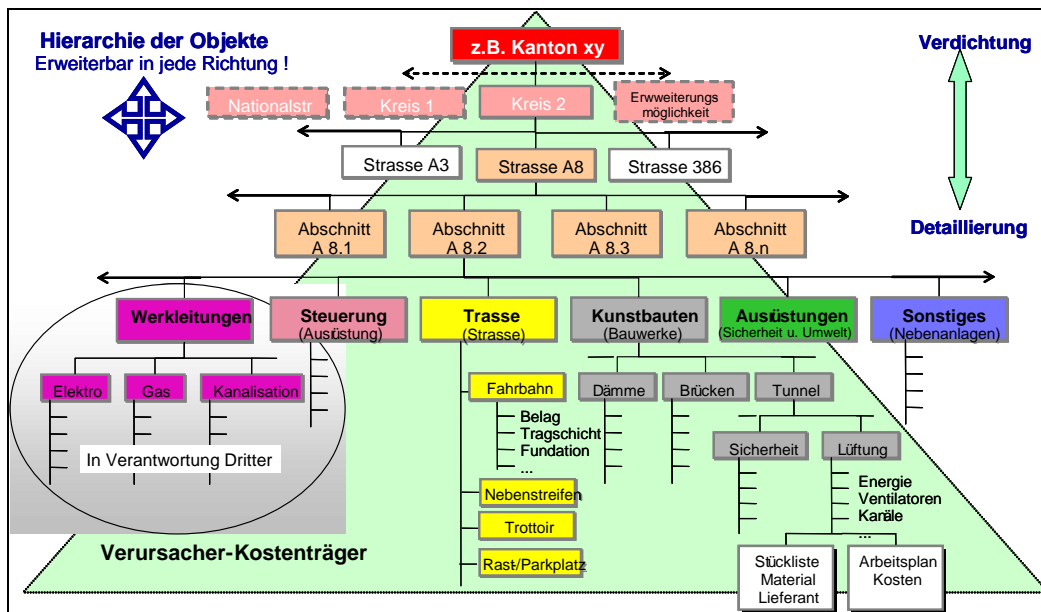 Hierarchie der Objekte
Erweiterbar in jede Richtung !
z.B. Kanton xy
Verdichtung
Nationalstr
Kreis 1
Kreis 2
Erwweiterungs
möglichkeit
Strasse A3
Strasse A8
Strasse 386
Detaillierung
Abschnitt
A 8.1
Abschnitt
A 8.2
Abschnitt
A 8.3
Abschnitt
A 8.n
Werkleitungen
Steuerung
(Ausrüstung)
Trasse
(Strasse)
Kunstbauten
(Bauwerke)
Ausrüstungen
(Sicherheit u. Umwelt)
Sonstiges
(Nebenanlagen)
Elektro
Gas
Kanalisation
Fahrbahn
Dämme
Brücken
Tunnel
Belag
Tragschicht
Fundation
...
Sicherheit
Lüftung
In Verantwortung Dritter
Energie
Ventilatoren
Kanäle
...
Nebenstreifen
Trottoir
Rast-/Parkplatz
Verursacher-Kostenträger
Stückliste
Material
Lieferant
Arbeitsplan
Kosten